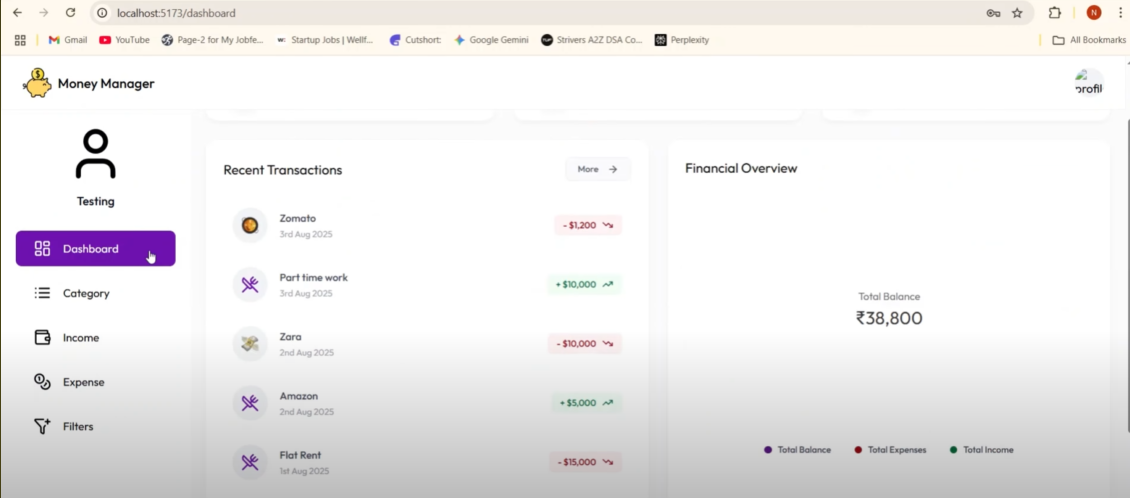 localhost:5173/dashboard
N
Gmail
YouTube
Page-2 for My Jobfe...
Startup Jobs | Wellf...
Cutshort:
Google Gemini
Strivers A2Z DSA Co...
Perplexity
All Bookmarks
Money Manager
profil
Testing
Dashboard
Category
Income
Expense
Filters
Recent Transactions
More
Zomato
3rd Aug 2025
- $1,200
Part time work
3rd Aug 2025
+ $10,000
Zara
2nd Aug 2025
- $10,000
Amazon
2nd Aug 2025
+ $5,000
Flat Rent
1st Aug 2025
- $15,000
Financial Overview
Total Balance
₹38,800
Total Balance
Total Expenses
Total Income